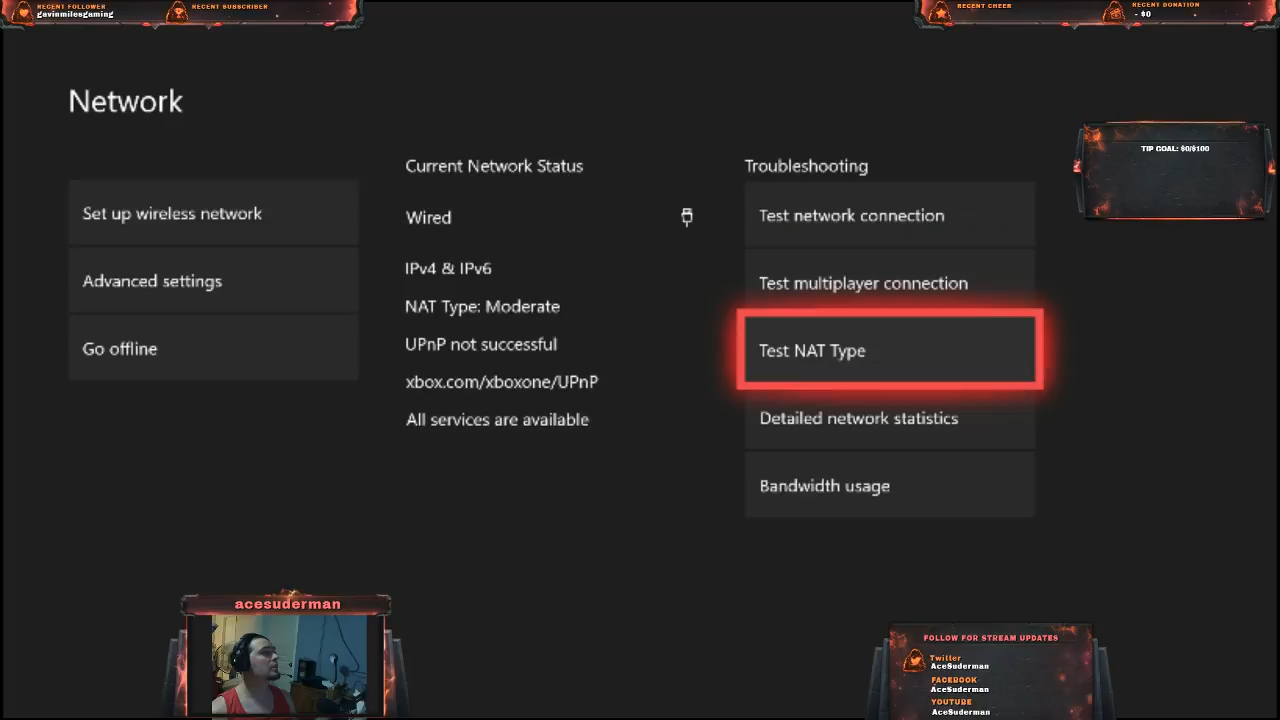 RECENT FOLLOWER
gavinmilesgaming
RECENT SUBSCRIBER
RECENT CHEER
RECENT DONATION
- $0
Network
Set up wireless network
Advanced settings
Go offline
Current Network Status
Wired
IPv4 & IPv6
NAT Type: Moderate
UPnP not successful
xbox.com/xboxone/UPnP
All services are available
Troubleshooting
Test network connection
Test multiplayer connection
Test NAT Type
Detailed network statistics
Bandwidth usage
TIP GOAL: $0/$100
acesuderman
FOLLOW FOR STREAM UPDATES
Twitter
AceSuderman
FACEBOOK
AceSuderman
YOUTUBE
AceSuderman